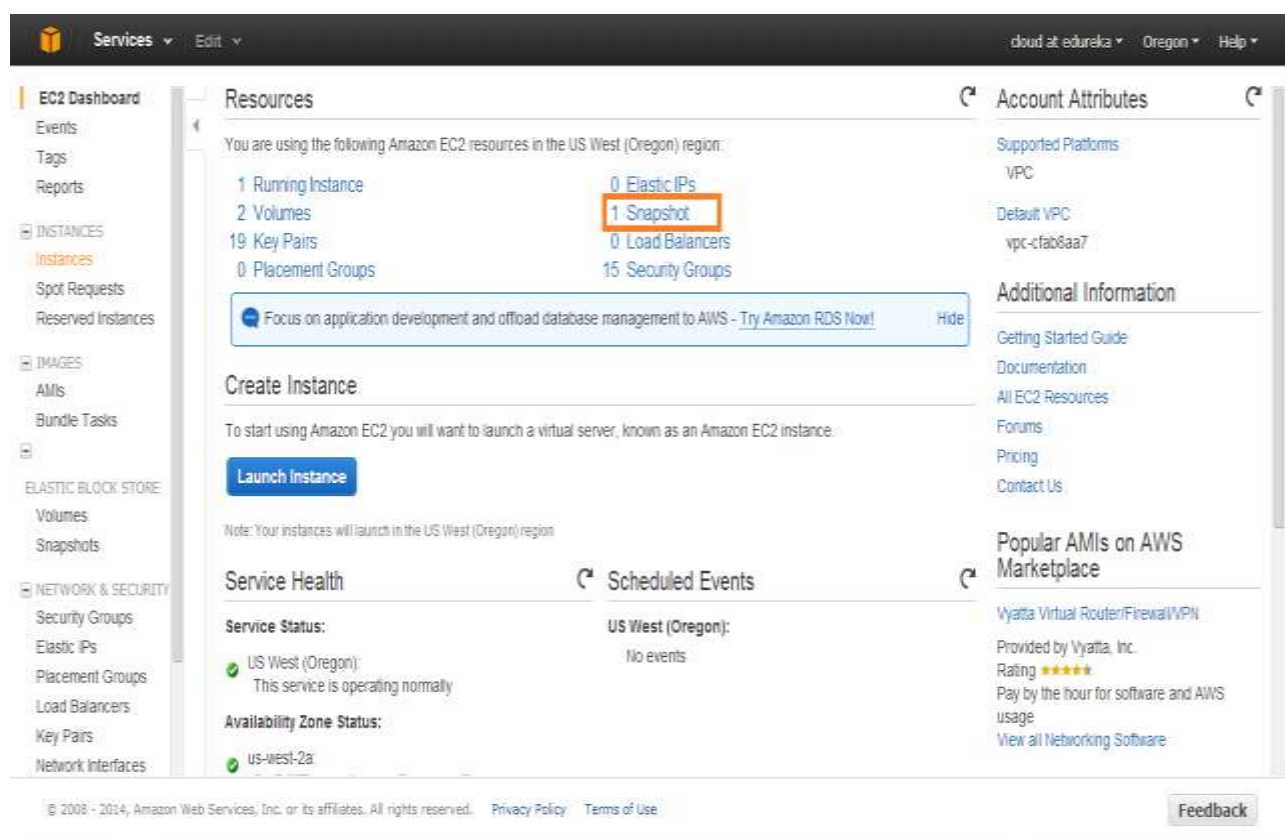 Services Edit cloud at edureka Oregon Help
EC2 Dashboard
Events
Tags
Reports
INSTANCES
Instances
Spot Requests
Reserved Instances
IMAGES
AMIs
Bundle Tasks
ELASTIC BLOCK STORE
Volumes
Snapshots
NETWORK & SECURITY
Security Groups
Elastic IPs
Placement Groups
Load Balancers
Key Pairs
Network Interfaces
Resources
You are using the following Amazon EC2 resources in the US West (Oregon) region:
1 Running Instance 0 Elastic IPs
2 Volumes 1 Snapshot
19 Key Pairs 0 Load Balancers
0 Placement Groups 15 Security Groups
Focus on application development and offload database management to AWS - Try Amazon RDS Now! Hide
Create Instance
To start using Amazon EC2 you will want to launch a virtual server, known as an Amazon EC2 instance.
Launch Instance
Note: Your instances will launch in the US West (Oregon) region
Service Health
Service Status:
US West (Oregon):
This service is operating normally
Availability Zone Status:
us-west-2a:
Scheduled Events
US West (Oregon):
No events
Account Attributes
Supported Platforms
VPC
Default VPC
vpc-cfab8aa7
Additional Information
Getting Started Guide
Documentation
All EC2 Resources
Forums
Pricing
Contact Us
Popular AMIs on AWS
Marketplace
Vyatta Virtual Router/Firewall/VPN
Provided by Vyatta, Inc.
Rating
Pay by the hour for software and AWS
usage
View all Networking Software
© 2008 - 2014, Amazon Web Services, Inc. or its affiliates. All rights reserved. Privacy Policy Terms of Use Feedback